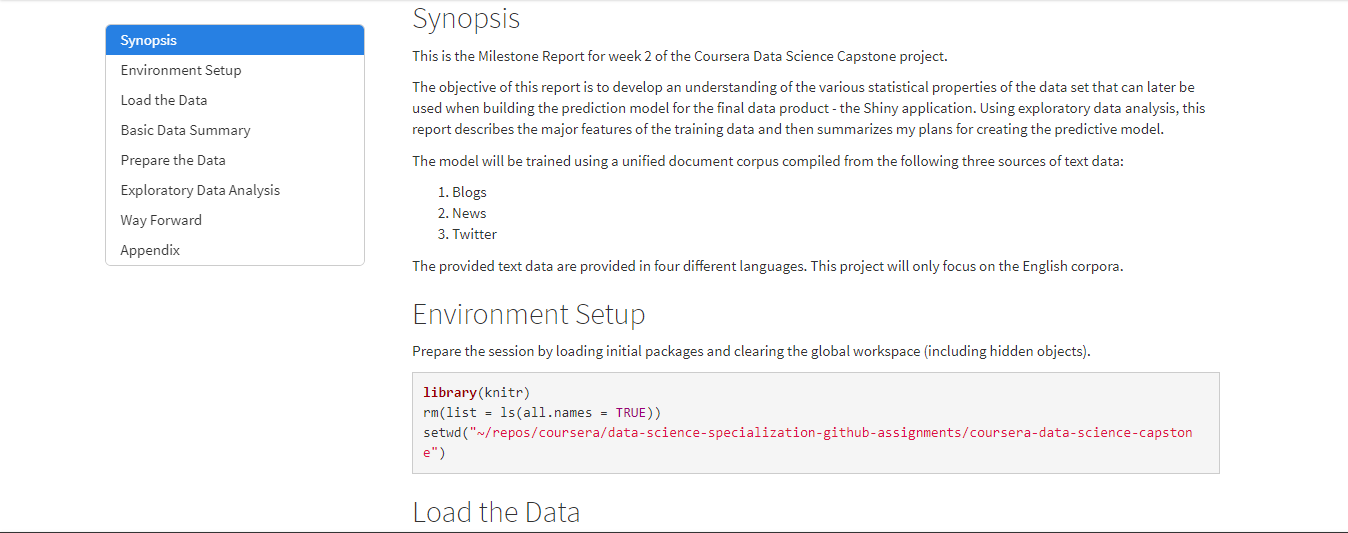 Synopsis
Environment Setup
Load the Data
Basic Data Summary
Prepare the Data
Exploratory Data Analysis
Way Forward
Appendix
Synopsis
This is the Milestone Report for week 2 of the Coursera Data Science Capstone project.
The objective of this report is to develop an understanding of the various statistical properties of the data set that can later be
used when building the prediction model for the final data product - the Shiny application. Using exploratory data analysis, this
report describes the major features of the training data and then summarizes my plans for creating the predictive model.
The model will be trained using a unified document corpus compiled from the following three sources of text data:
1. Blogs
2. News
3. Twitter
The provided text data are provided in four different languages. This project will only focus on the English corpora.
Environment Setup
Prepare the session by loading initial packages and clearing the global workspace (including hidden objects).
library(knitr)
rm(list = ls(all.names = TRUE))
setwd("~/repos/coursera/data-science-specialization-github-assignments/coursera-data-science-capston
e")
Load the Data